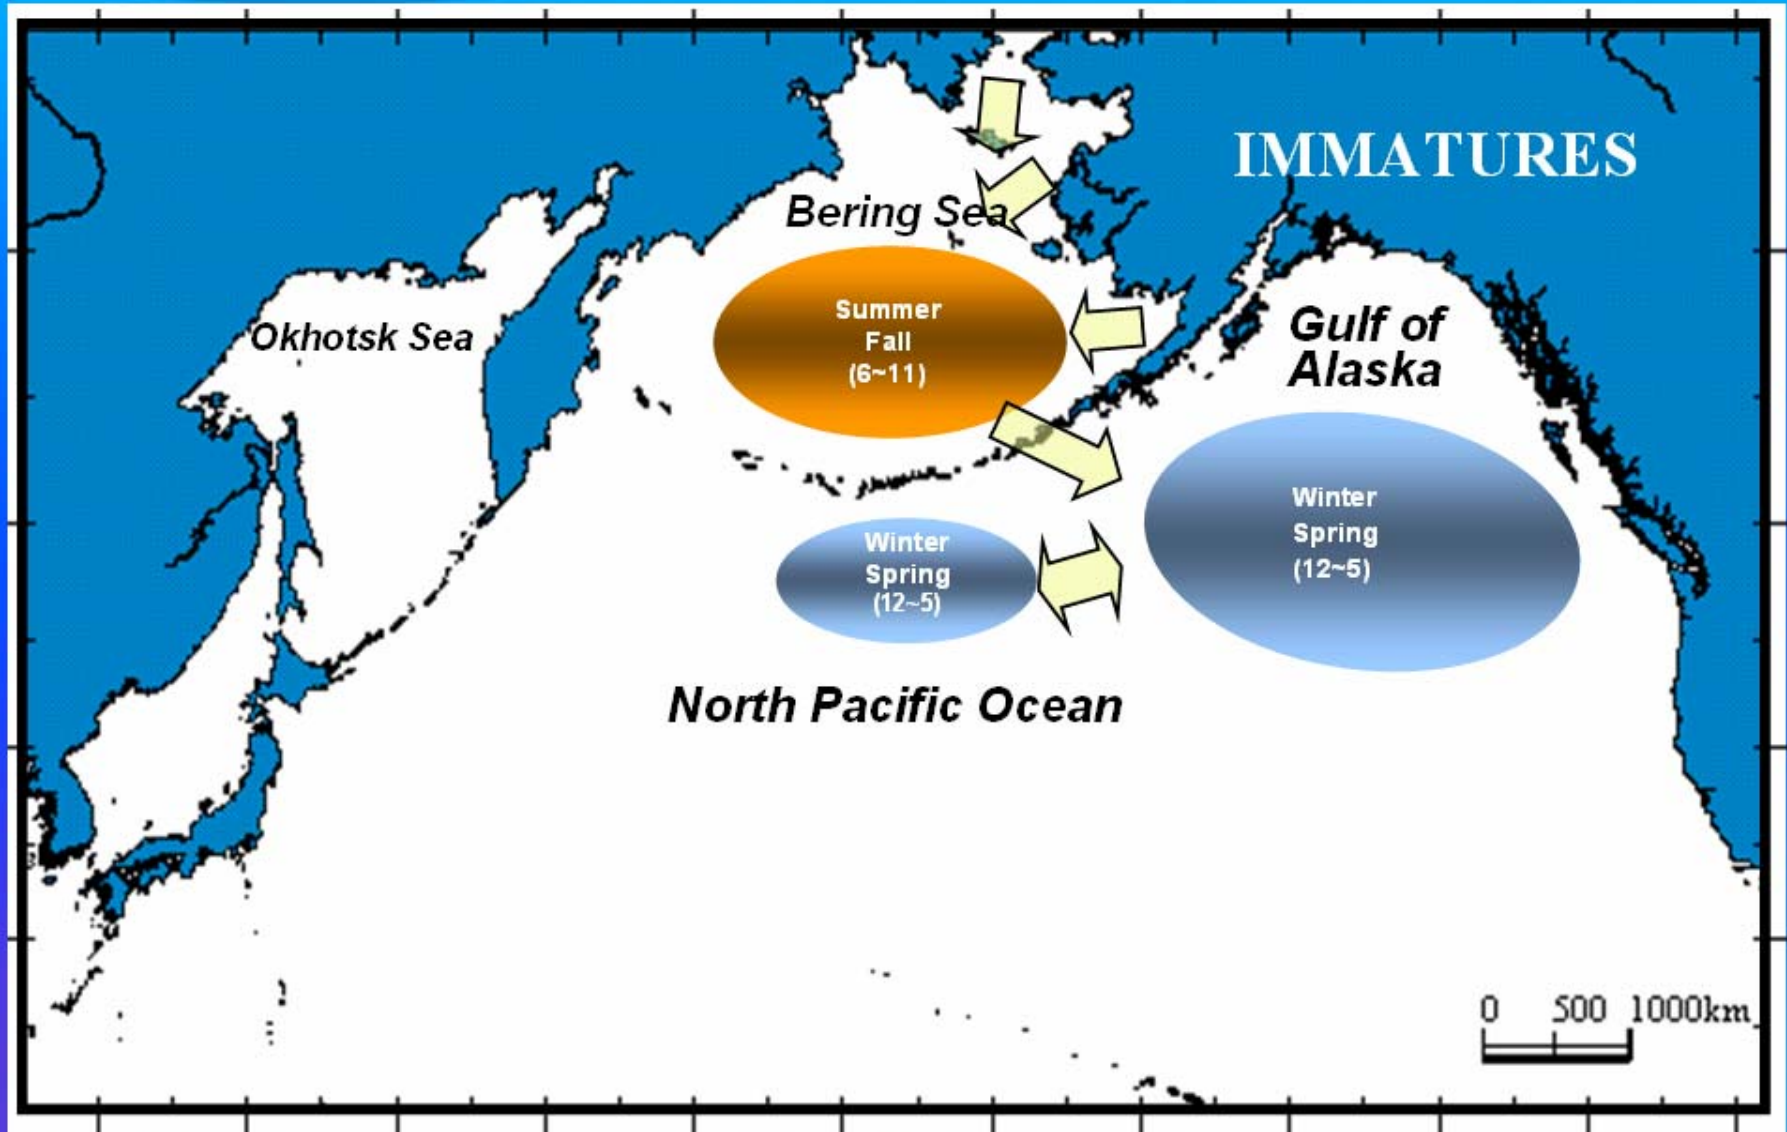 IMMATURES
Bering Sea
Summer
Fall
(6~11)
Okhotsk Sea
Gulf of
Alaska
Winter
Spring
(12~5)
Winter
Spring
(12~5)
North Pacific Ocean
0 500 1000km